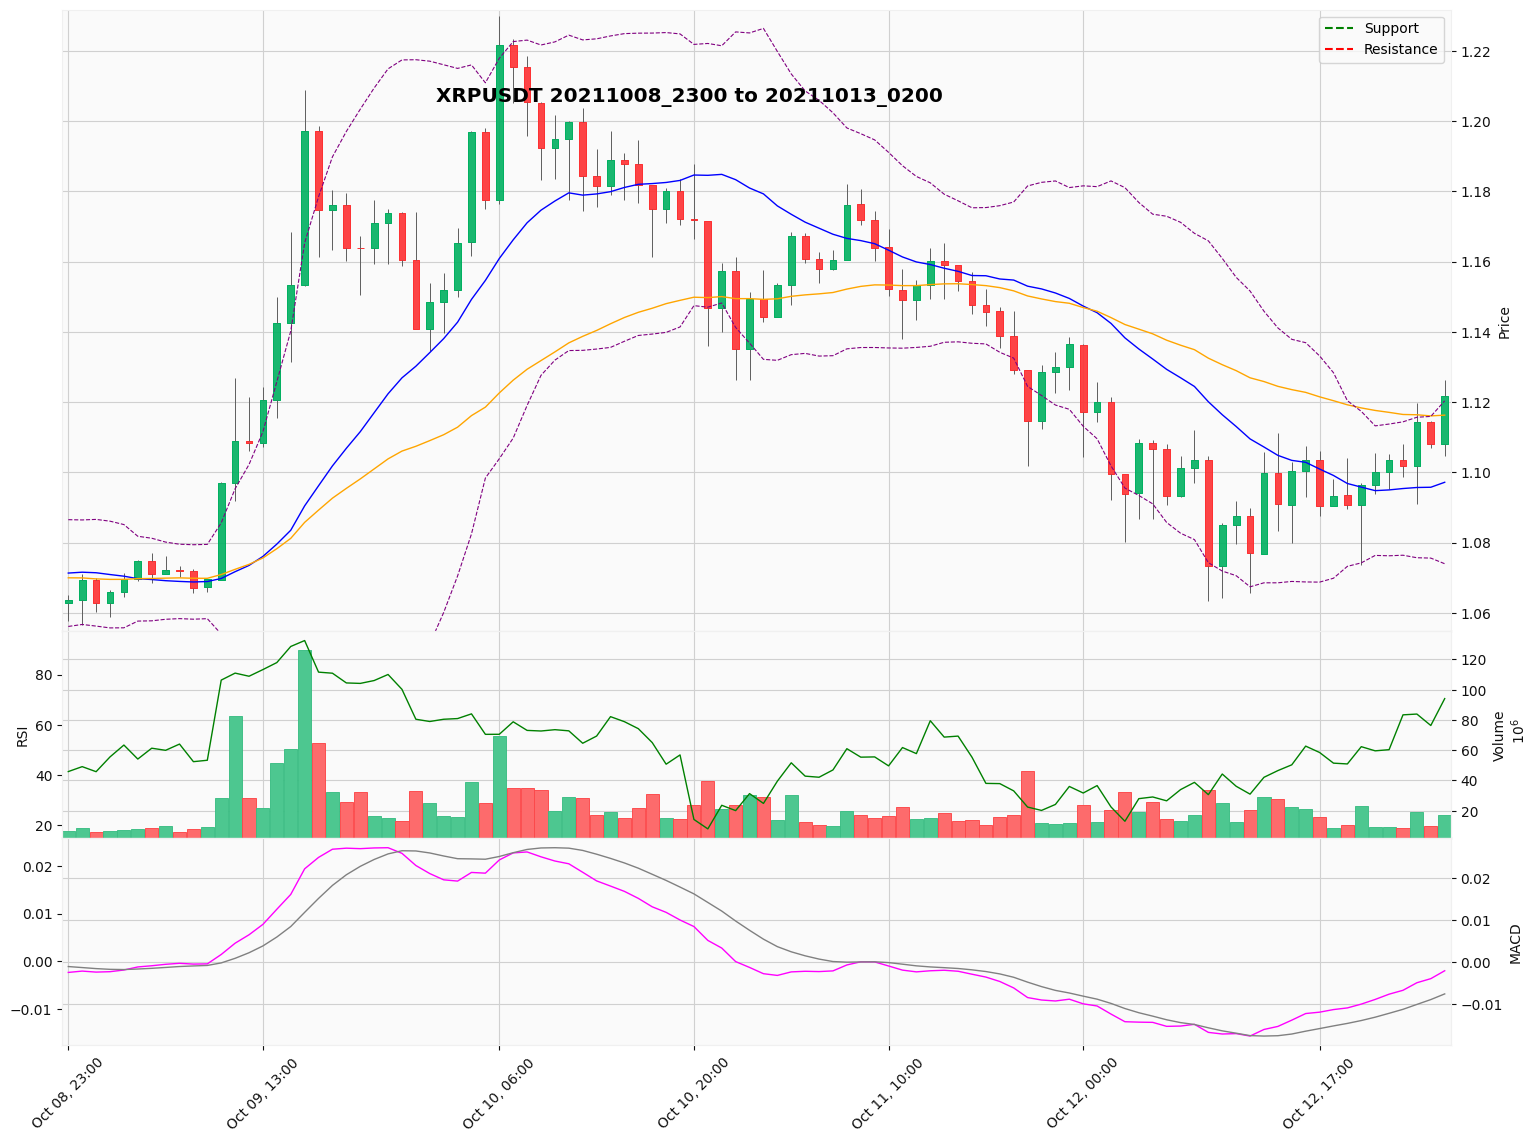 Support
Resistance
XRPUSDT 20211008_2300 to 20211013_0200
1.22
1.20
1.18
1.16
1.14
1.12
1.10
1.08
1.06
Price
80
60
40
20
RSI
120
100
80
60
40
20
Volume
10^6
0.02
0.01
0.00
−0.01
0.02
0.01
0.00
−0.01
MACD
Oct 08, 23:00
Oct 09, 13:00
Oct 10, 06:00
Oct 10, 20:00
Oct 11, 10:00
Oct 12, 00:00
Oct 12, 17:00